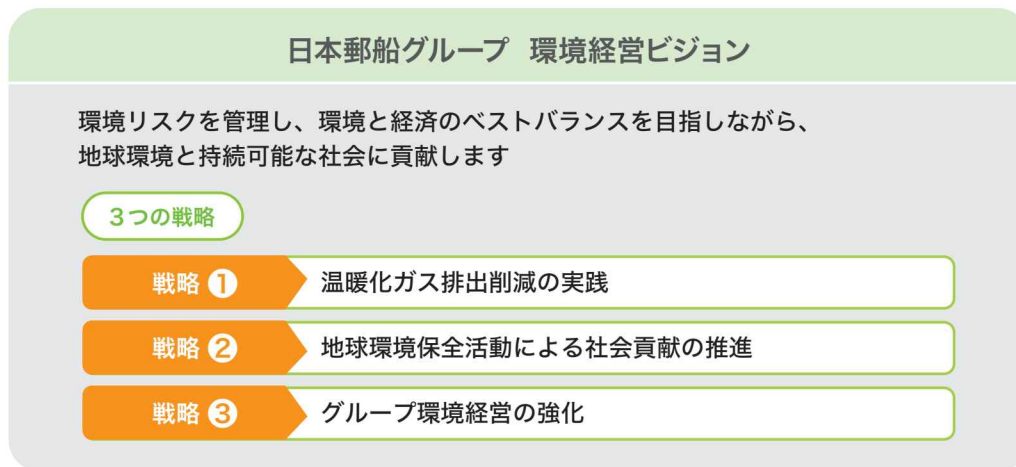 日本郵船グループ 環境経営ビジョン
環境リスクを管理し、環境と経済のベストバランスを目指しながら、
地球環境と持続可能な社会に貢献します
3つの戦略
戦略 ❶ 温暖化ガス排出削減の実践
戦略 ❷ 地球環境保全活動による社会貢献の推進
戦略 ❸ グループ環境経営の強化